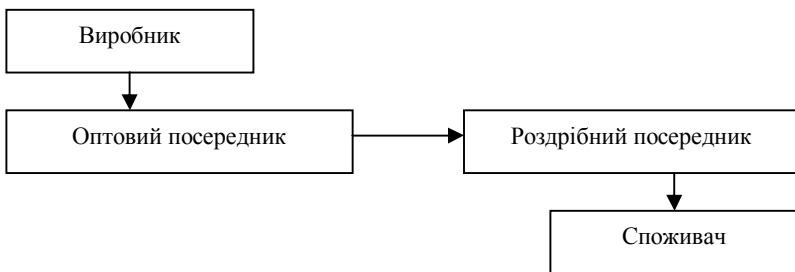 Виробник
Оптовий посередник
Роздрібний посередник
Споживач